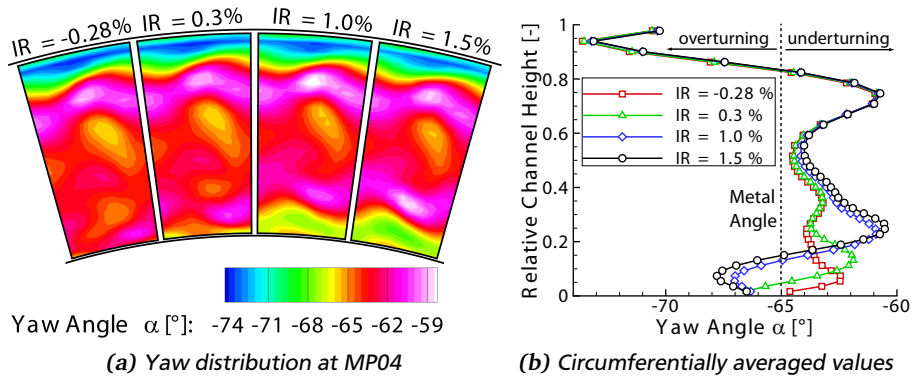 IR = -0.28%
IR = 0.3%
IR = 1.0%
IR = 1.5%
Yaw Angle α [°]: -74 -71 -68 -65 -62 -59
(a) Yaw distribution at MP04
Relative Channel Height [-]
1
0.8
0.6
0.4
0.2
0
overturning
underturning
IR = -0.28 %
IR = 0.3 %
IR = 1.0 %
IR = 1.5 %
Metal
Angle
-70 -65 -60
Yaw Angle α [°]
(b) Circumferentially averaged values